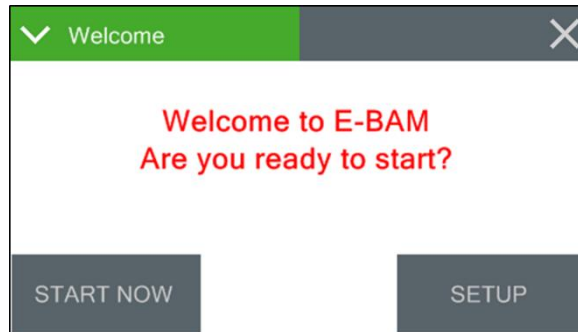 Welcome
Welcome to E-BAM
Are you ready to start?
START NOW
SETUP